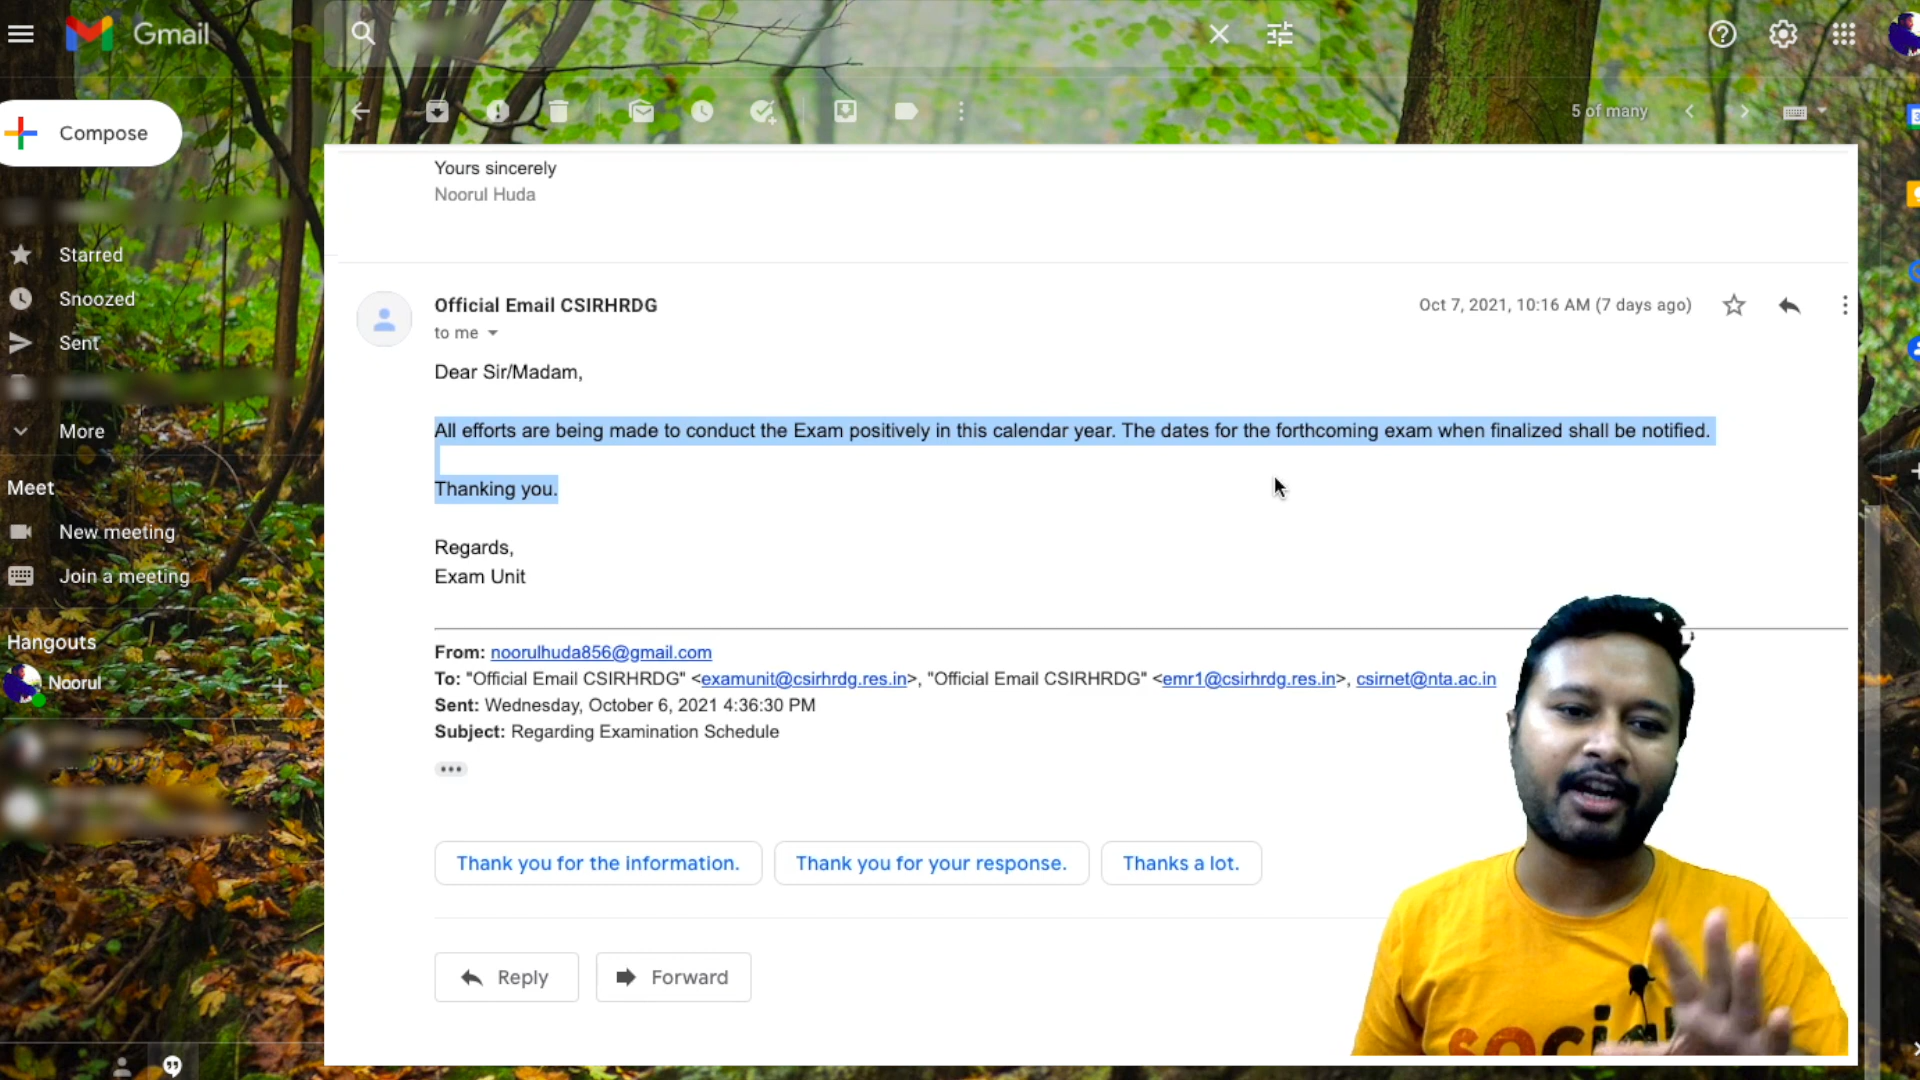 Gmail
5 of many
Compose
Yours sincerely
Noorul Huda
Starred
Snoozed
Sent
More
Meet
New meeting
Join a meeting
Hangouts
Noorul
Official Email CSIRHRDG
Oct 7, 2021, 10:16 AM (7 days ago)
to me
Dear Sir/Madam,
All efforts are being made to conduct the Exam positively in this calendar year. The dates for the forthcoming exam when finalized shall be notified.
Thanking you.
Regards,
Exam Unit
From: noorulhuda856@gmail.com
To: "Official Email CSIRHRDG" <examunit@csirhrdg.res.in>, "Official Email CSIRHRDG" <emr1@csirhrdg.res.in>, csirnet@nta.ac.in
Sent: Wednesday, October 6, 2021 4:36:30 PM
Subject: Regarding Examination Schedule
Thank you for the information.
Thank you for your response.
Thanks a lot.
Reply
Forward